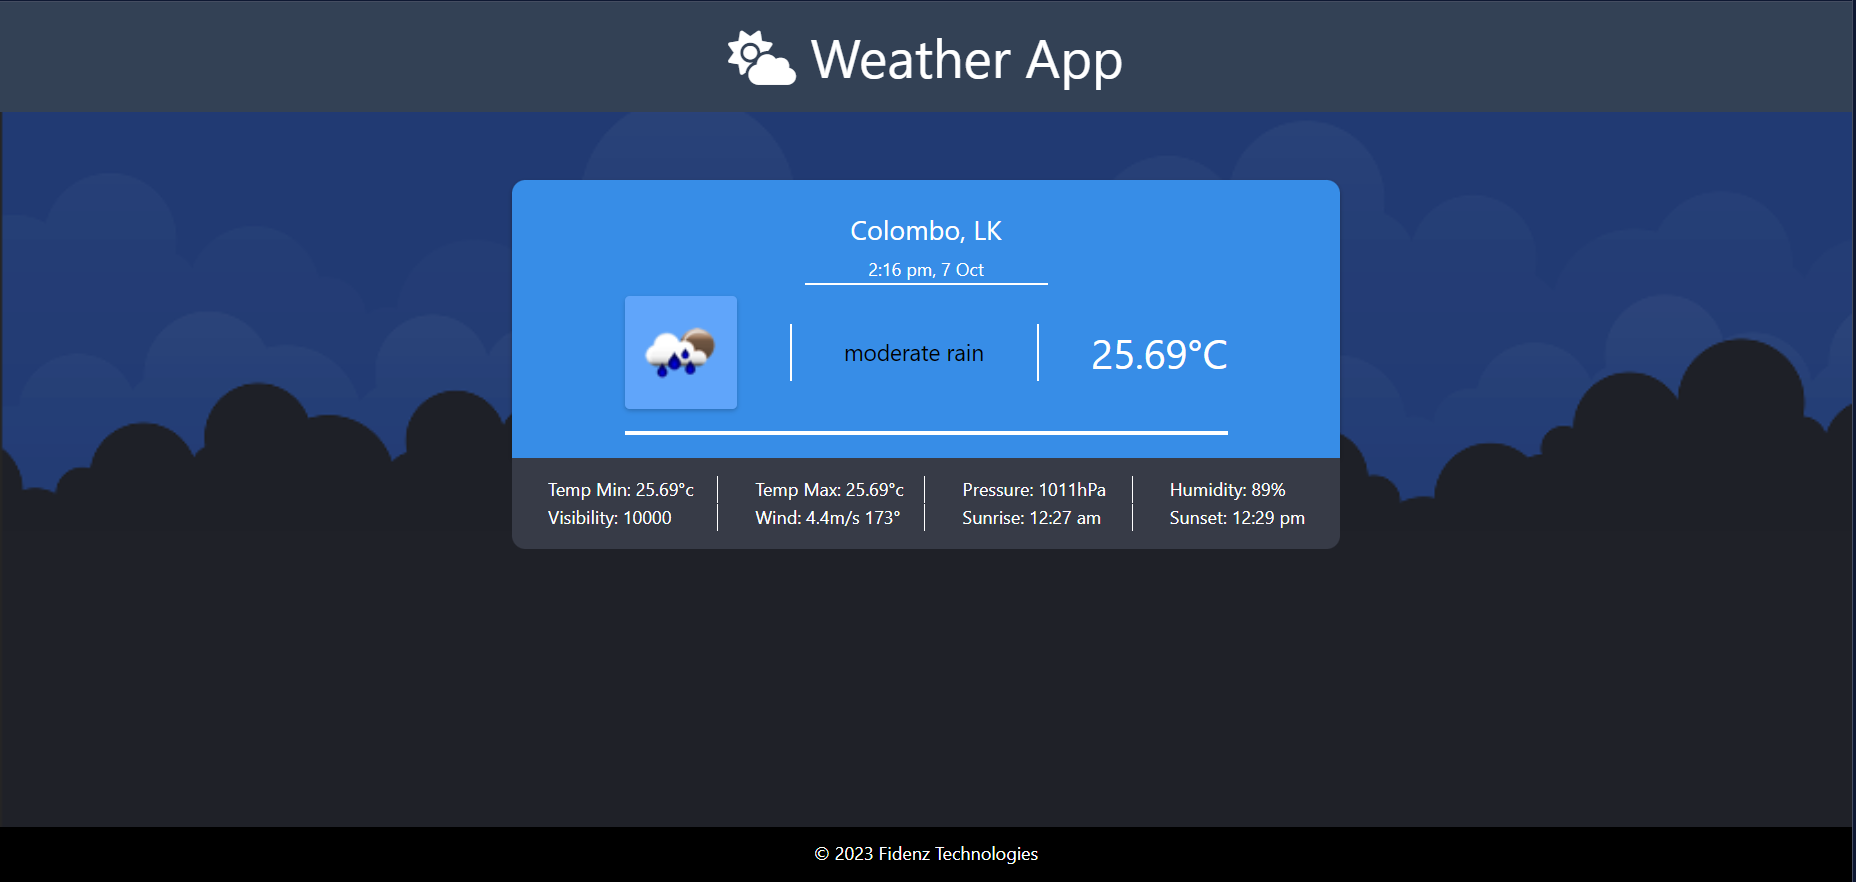 Weather App
Colombo, LK
2:16 pm, 7 Oct
moderate rain
25.69°C
Temp Min: 25.69°c
Temp Max: 25.69°c
Pressure: 1011hPa
Humidity: 89%
Visibility: 10000
Wind: 4.4m/s 173°
Sunrise: 12:27 am
Sunset: 12:29 pm
© 2023 Fidenz Technologies